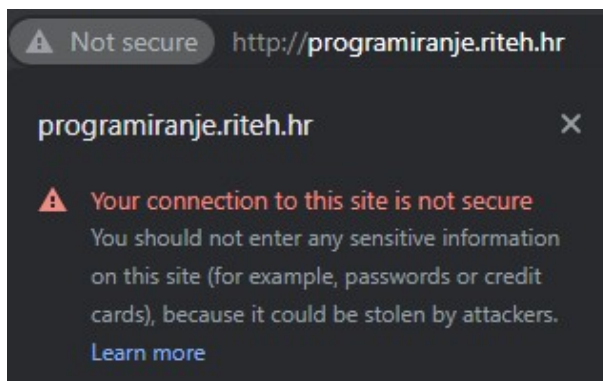 Not secure http://programiranje.riteh.hr
programiranje.riteh.hr
Your connection to this site is not secure
You should not enter any sensitive information
on this site (for example, passwords or credit
cards), because it could be stolen by attackers.
Learn more